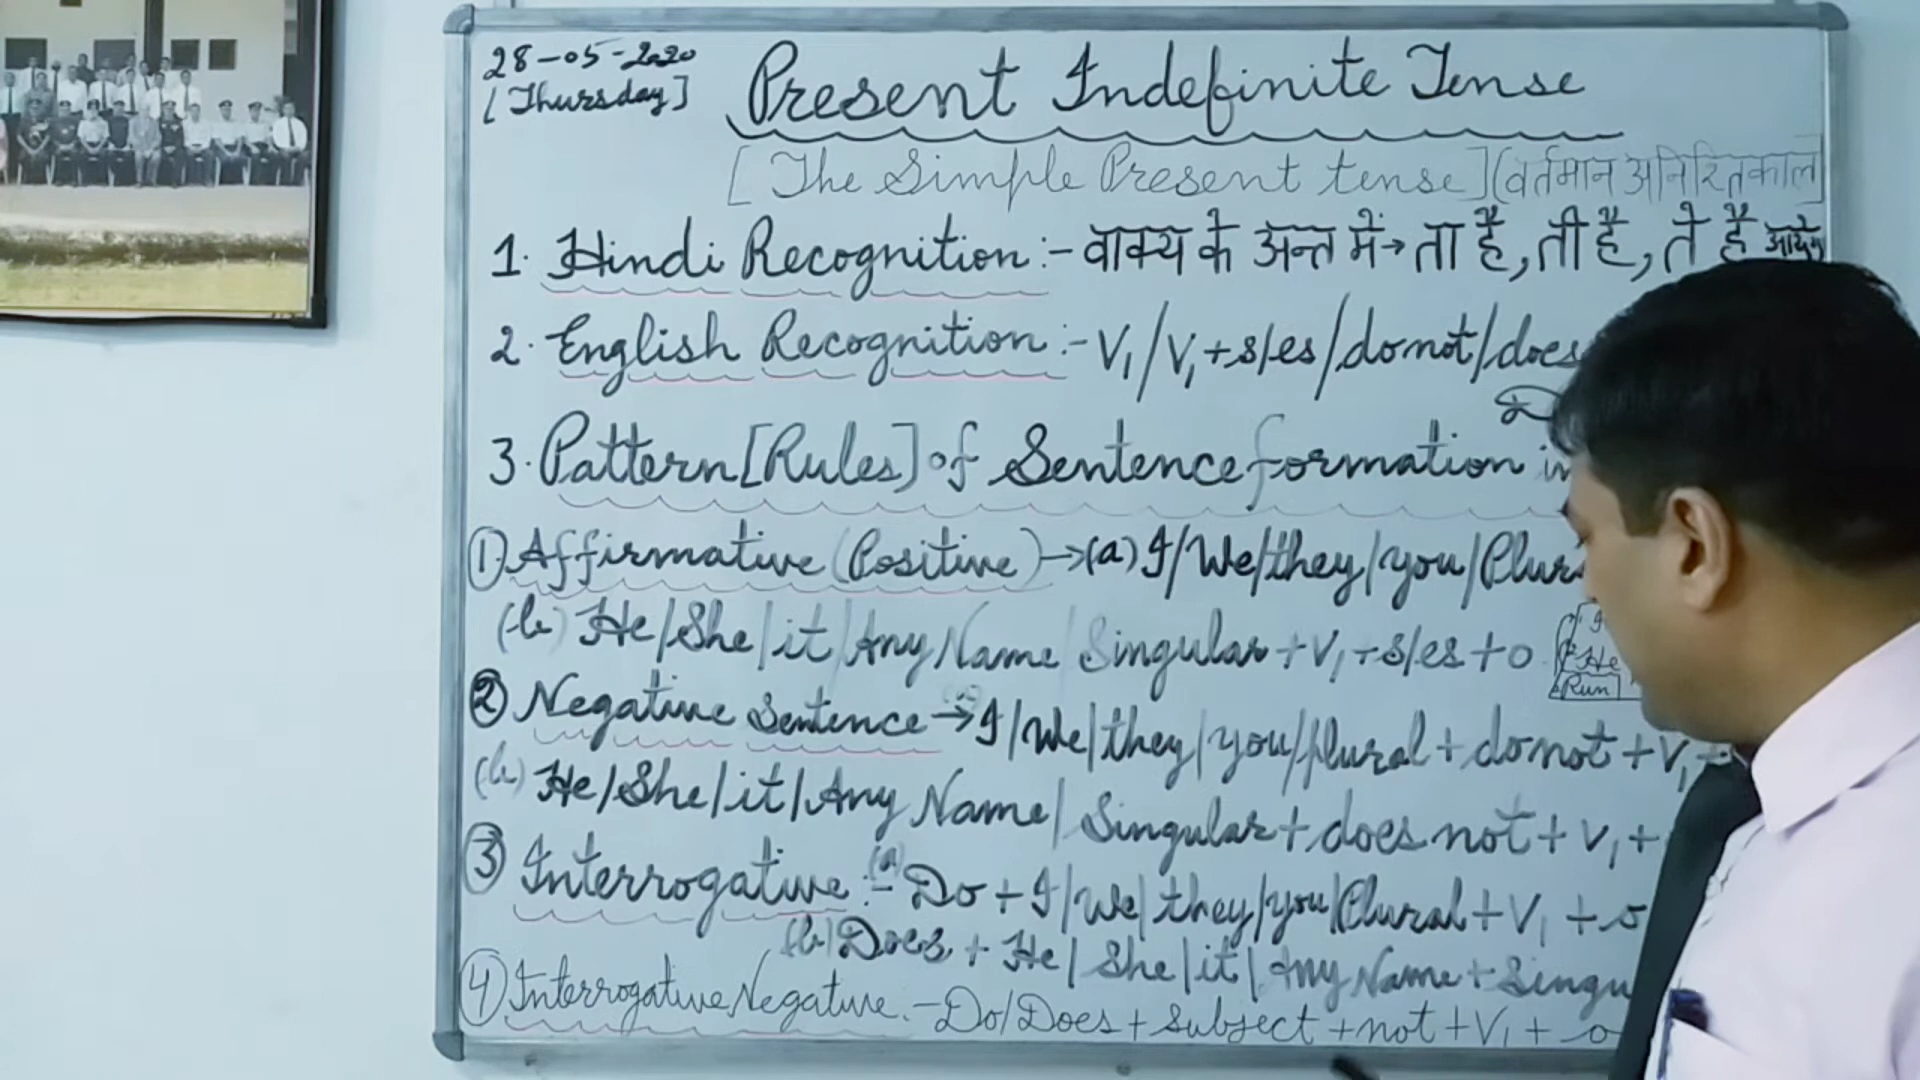 28-05-2020
[Thursday]
Present Indefinite Tense
[The Simple Present tense] (वर्तमान अनिश्चितकाल]
1. Hindi Recognition:- वाक्य के अन्त में→ ता है, ती है, ते हैं
2. English Recognition:- V₁/V₁+s/es/do not/does
3. Pattern [Rules] of Sentence formation in
① Affirmative (Positive)→(a) I/We/they/you/Plur
(b) He/She/it/Any Name/Singular+V₁+s/es+o
He
Run
② Negative Sentence → I/We/they/you/plural + do not + V₁ +
(b) He/She/it/Any Name/Singular + does not + V₁ +
③ Interrogative:- (a) Do + I/We/they/you/Plural + V₁ + o
(b) Does + He/She/it/Any Name + Singu
④ Interrogative Negative. - Do/Does + Subject + not + V₁ + o